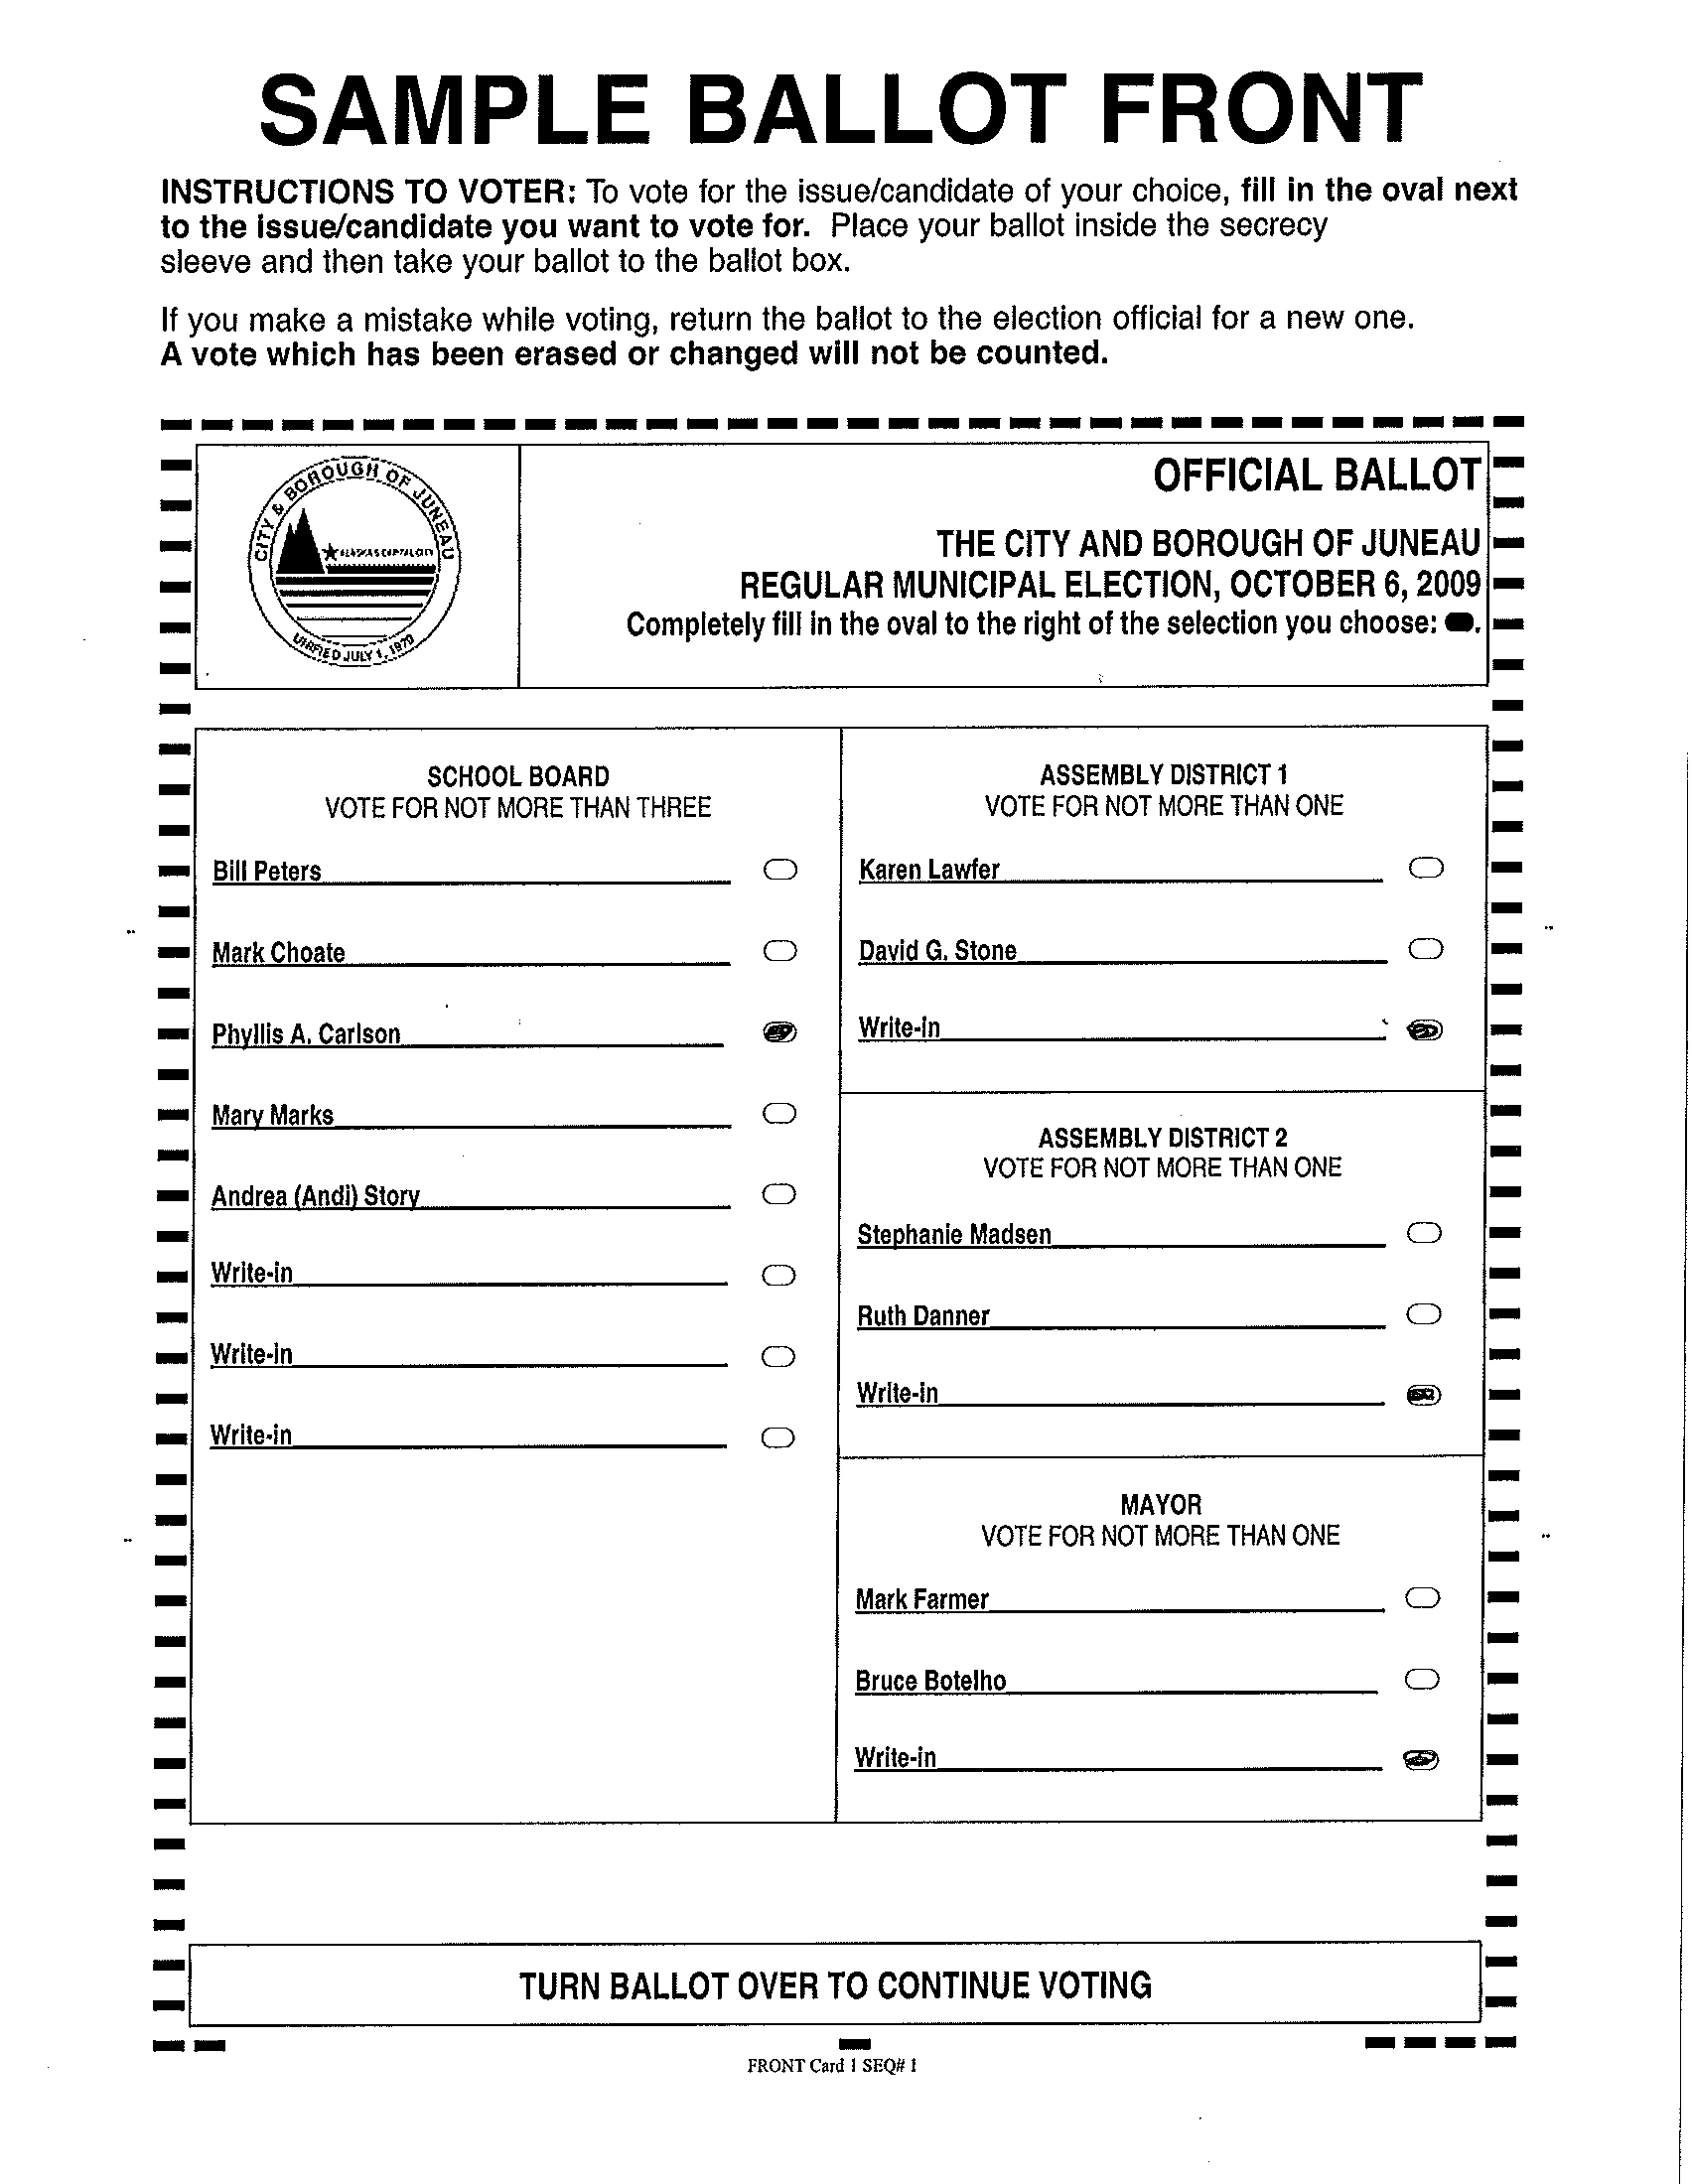 SAMPLE BALLOT FRONT
INSTRUCTIONS TO VOTER: To vote for the issue/candidate of your choice, fill in the oval next
to the issue/candidate you want to vote for. Place your ballot inside the secrecy
sleeve and then take your ballot to the ballot box.
If you make a mistake while voting, return the ballot to the election official for a new one.
A vote which has been erased or changed will not be counted.
CITY & BOROUGH OF JUNEAU
ALASKA'S CAPITAL CITY
UNIFIED JULY 1, 1970
OFFICIAL BALLOT
THE CITY AND BOROUGH OF JUNEAU
REGULAR MUNICIPAL ELECTION, OCTOBER 6, 2009
Completely fill in the oval to the right of the selection you choose: .
SCHOOL BOARD
VOTE FOR NOT MORE THAN THREE
Bill Peters
Mark Choate
Phyllis A. Carlson
Mary Marks
Andrea (Andi) Story
Write-in
Write-in
Write-in
ASSEMBLY DISTRICT 1
VOTE FOR NOT MORE THAN ONE
Karen Lawfer
David G. Stone
Write-in
ASSEMBLY DISTRICT 2
VOTE FOR NOT MORE THAN ONE
Stephanie Madsen
Ruth Danner
Write-in
MAYOR
VOTE FOR NOT MORE THAN ONE
Mark Farmer
Bruce Botelho
Write-in
TURN BALLOT OVER TO CONTINUE VOTING
FRONT Card 1 SEQ# 1